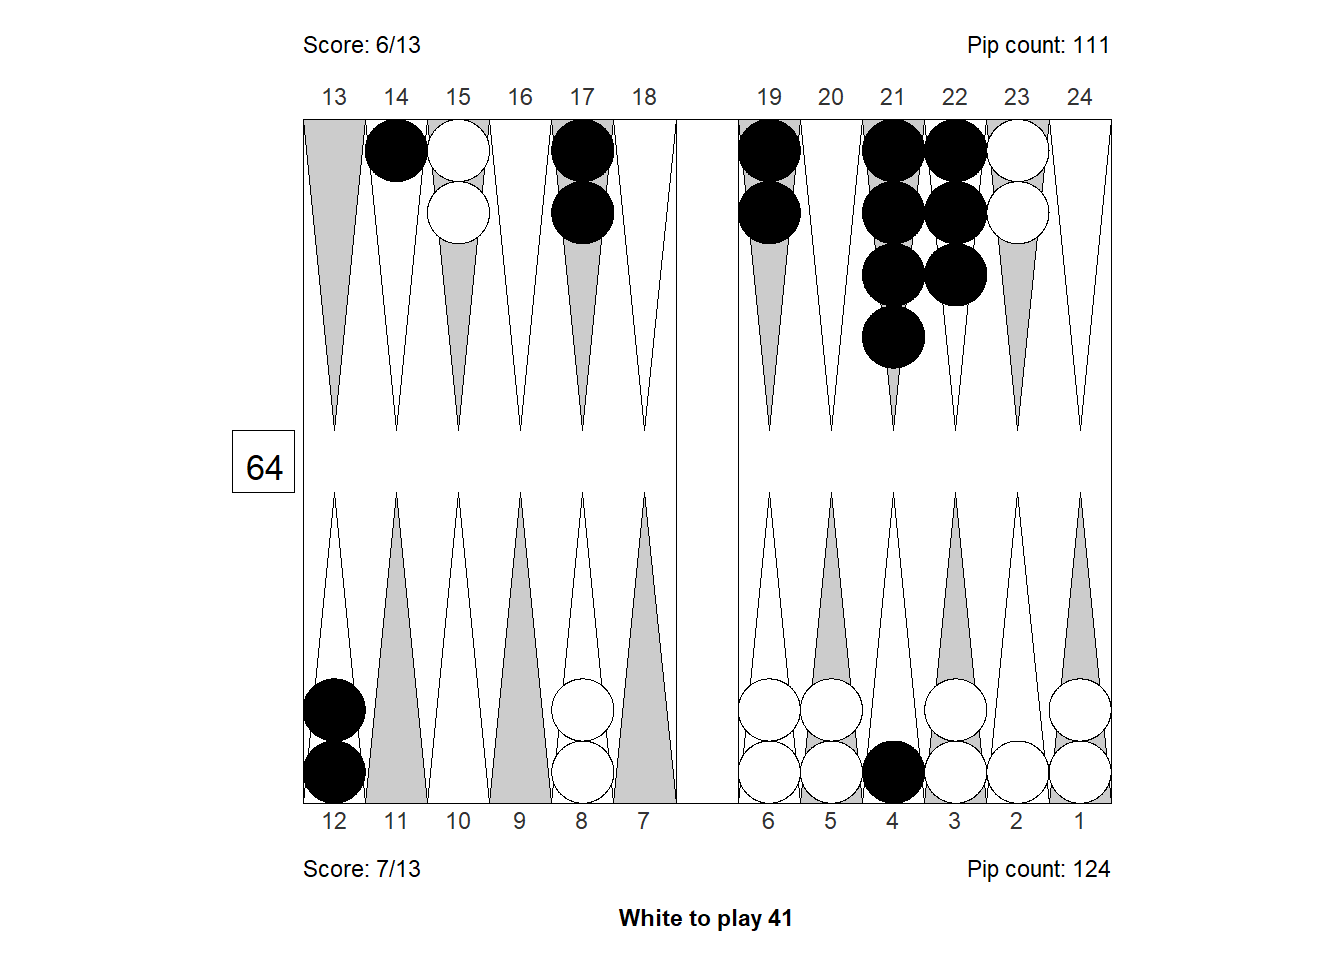 Score: 6/13 Pip count: 111
13 14 15 16 17 18 19 20 21 22 23 24
64
12 11 10 9 8 7 6 5 4 3 2 1
Score: 7/13 Pip count: 124
White to play 41